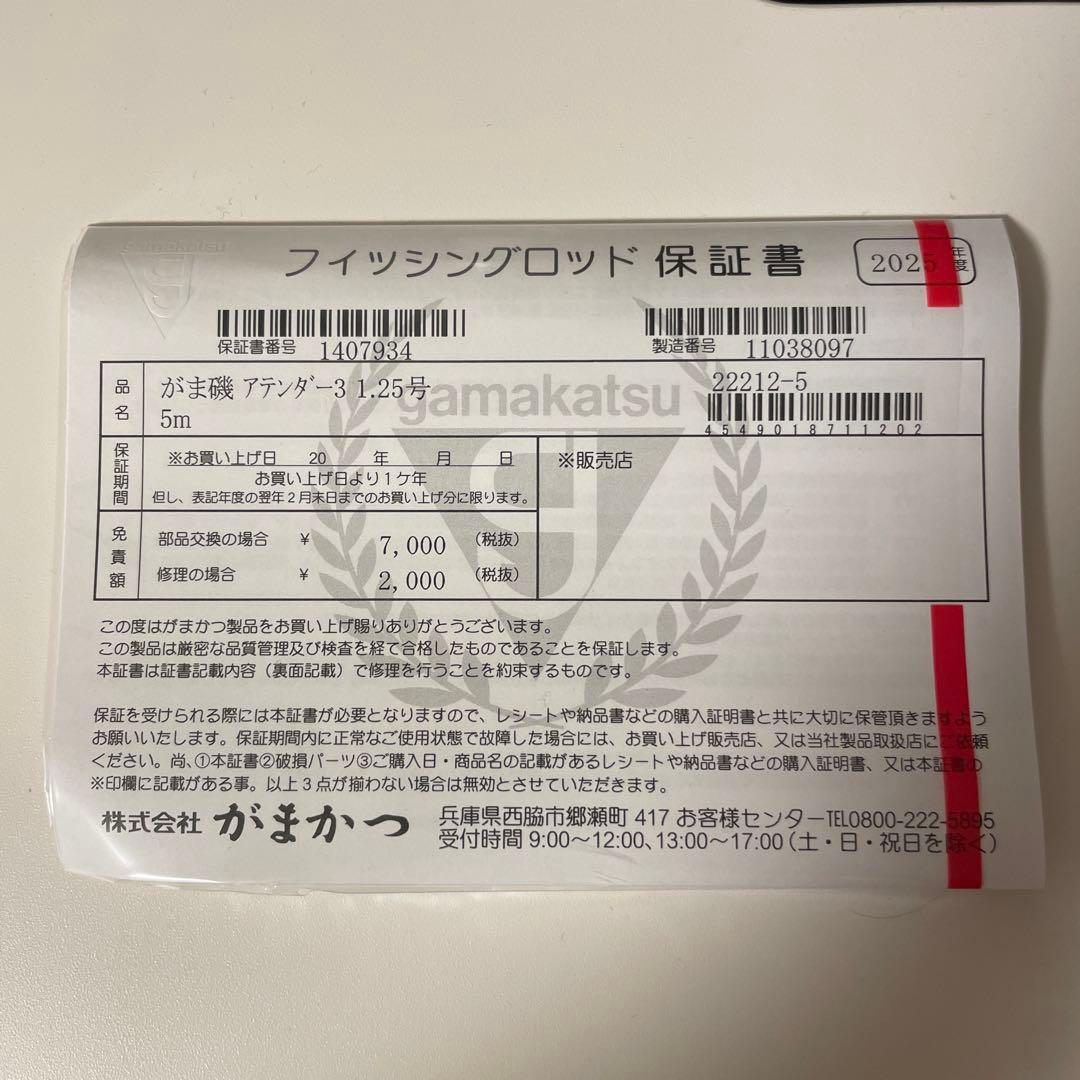 gamakatsu
フィッシングロッド 保証書
2025 年度
保証書番号 1407934
製造番号 11038097
品名
がま磯 アテンダー3 1.25号
5m
22212-5
4549018711202
gamakatsu
g
保証期間
※お買い上げ日 20 年 月 日
お買い上げ日より1ケ年
但し、表記年度の翌年2月末日までのお買い上げ分に限ります。
※販売店
免責額
部品交換の場合 ¥ 7,000 (税抜)
修理の場合 ¥ 2,000 (税抜)
この度はがまかつ製品をお買い上げ賜りありがとうございます。
この製品は厳密な品質管理及び検査を経て合格したものであることを保証します。
本証書は証書記載内容（裏面記載）で修理を行うことを約束するものです。
保証を受けられる際には本証書が必要となりますので、レシートや納品書などの購入証明書と共に大切に保管頂きますよう
お願いいたします。保証期間内に正常なご使用状態で故障した場合には、お買い上げ販売店、又は当社製品取扱店にご依頼
ください。尚、①本証書②破損パーツ③ご購入日・商品名の記載があるレシートや納品書などの購入証明書、又は本証書の
※印欄に記載がある事。以上3点が揃わない場合は無効とさせていただきます。
株式会社 がまかつ
兵庫県西脇市郷瀬町 417 お客様センターTEL0800-222-5895
受付時間 9:00～12:00、13:00～17:00（土・日・祝日を除く）